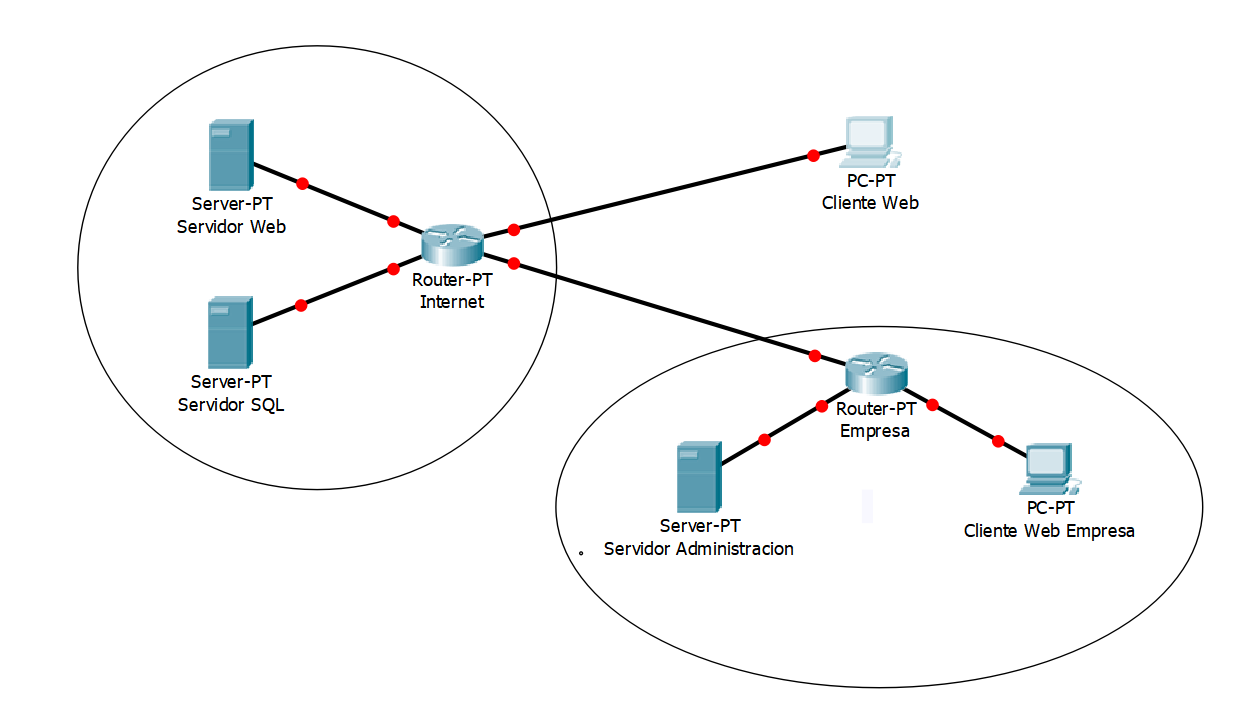 Server-PT
Servidor Web
PC-PT
Cliente Web
Router-PT
Internet
Server-PT
Servidor SQL
Router-PT
Empresa
Server-PT
Servidor Administracion
PC-PT
Cliente Web Empresa